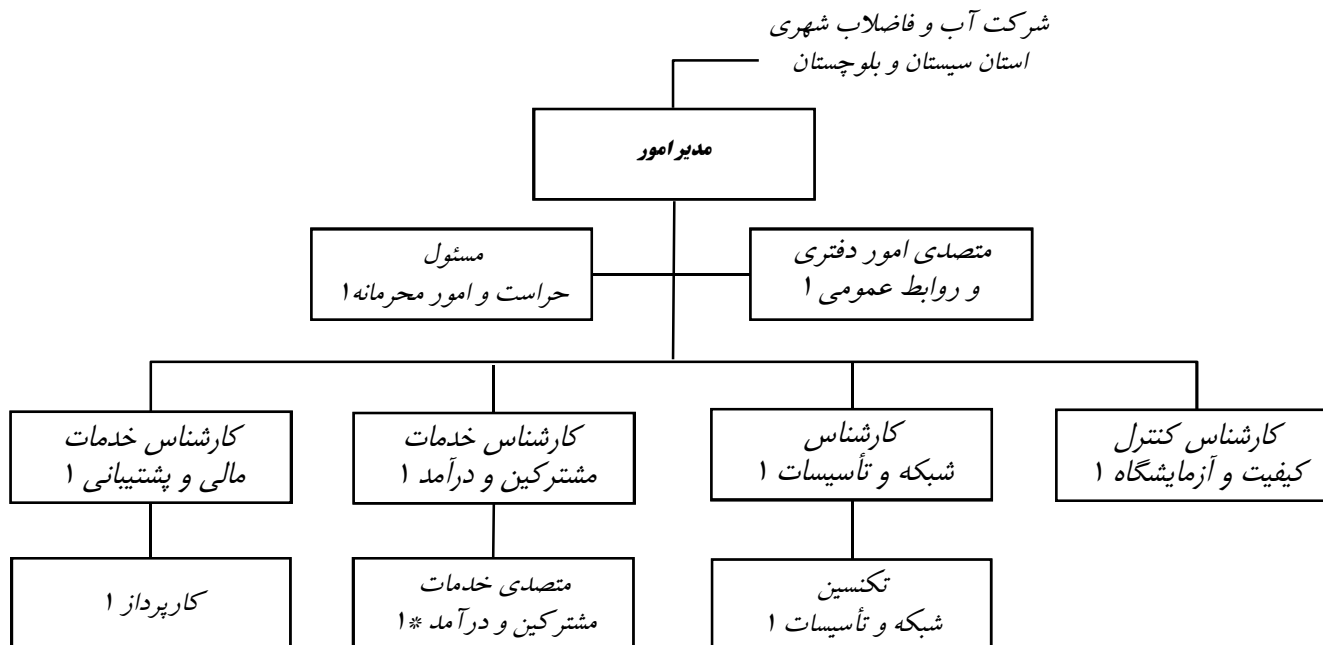 شرکت آب و فاضلاب شهری
استان سیستان و بلوچستان
مدیر امور
متصدی امور دفتری
و روابط عمومی ۱
مسئول
حراست و امور محرمانه۱
کارشناس کنترل
کیفیت و آزمایشگاه ۱
کارشناس
شبکه و تأسیسات ۱
کارشناس خدمات
مشترکین و درآمد ۱
کارشناس خدمات
مالی و پشتیبانی ۱
تکنسین
شبکه و تأسیسات ۱
متصدی خدمات
مشترکین و درآمد *۱
کارپرداز ۱